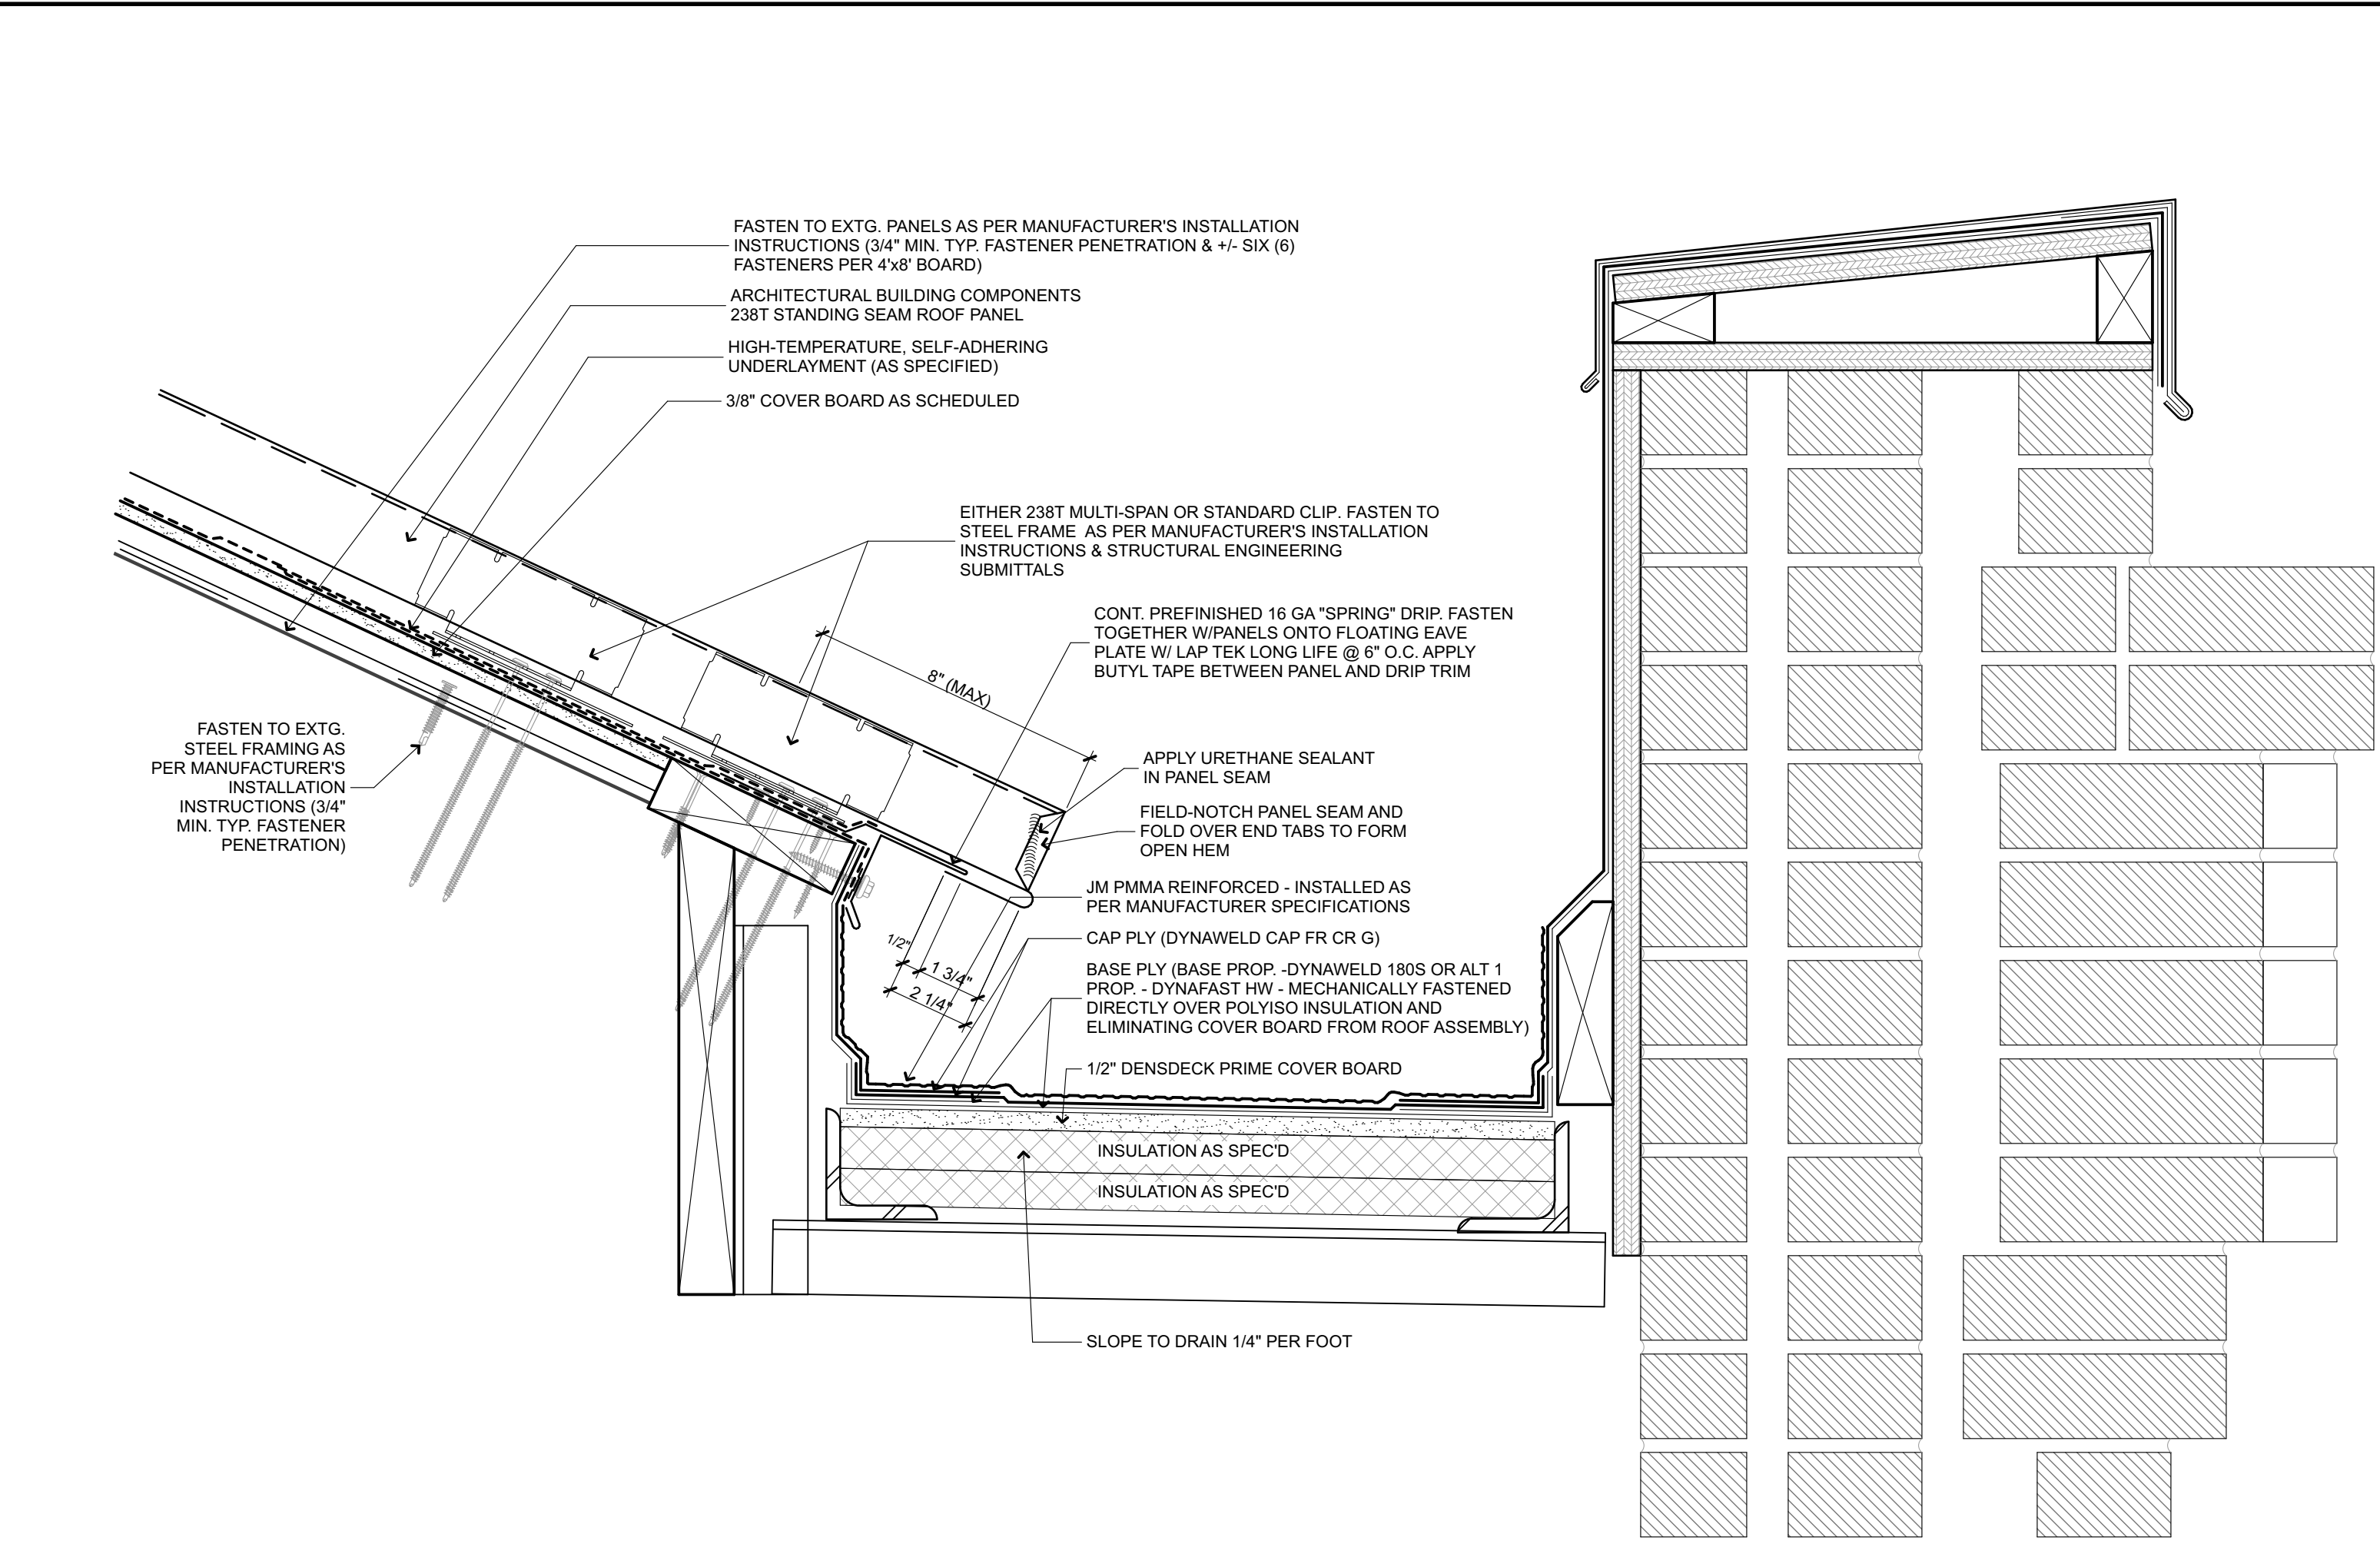 FASTEN TO EXTG. PANELS AS PER MANUFACTURER'S INSTALLATION
INSTRUCTIONS (3/4" MIN. TYP. FASTENER PENETRATION & +/- SIX (6)
FASTENERS PER 4'x8' BOARD)
ARCHITECTURAL BUILDING COMPONENTS
238T STANDING SEAM ROOF PANEL
HIGH-TEMPERATURE, SELF-ADHERING
UNDERLAYMENT (AS SPECIFIED)
3/8" COVER BOARD AS SCHEDULED
EITHER 238T MULTI-SPAN OR STANDARD CLIP. FASTEN TO
STEEL FRAME AS PER MANUFACTURER'S INSTALLATION
INSTRUCTIONS & STRUCTURAL ENGINEERING
SUBMITTALS
CONT. PREFINISHED 16 GA "SPRING" DRIP. FASTEN
TOGETHER W/PANELS ONTO FLOATING EAVE
PLATE W/ LAP TEK LONG LIFE @ 6" O.C. APPLY
BUTYL TAPE BETWEEN PANEL AND DRIP TRIM
8" (MAX)
FASTEN TO EXTG.
STEEL FRAMING AS
PER MANUFACTURER'S
INSTALLATION
INSTRUCTIONS (3/4"
MIN. TYP. FASTENER
PENETRATION)
APPLY URETHANE SEALANT
IN PANEL SEAM
FIELD-NOTCH PANEL SEAM AND
FOLD OVER END TABS TO FORM
OPEN HEM
JM PMMA REINFORCED - INSTALLED AS
PER MANUFACTURER SPECIFICATIONS
CAP PLY (DYNAWELD CAP FR CR G)
1/2"
1 3/4"
2 1/4"
BASE PLY (BASE PROP. -DYNAWELD 180S OR ALT 1
PROP. - DYNAFAST HW - MECHANICALLY FASTENED
DIRECTLY OVER POLYISO INSULATION AND
ELIMINATING COVER BOARD FROM ROOF ASSEMBLY)
1/2" DENSDECK PRIME COVER BOARD
INSULATION AS SPEC'D
INSULATION AS SPEC'D
SLOPE TO DRAIN 1/4" PER FOOT